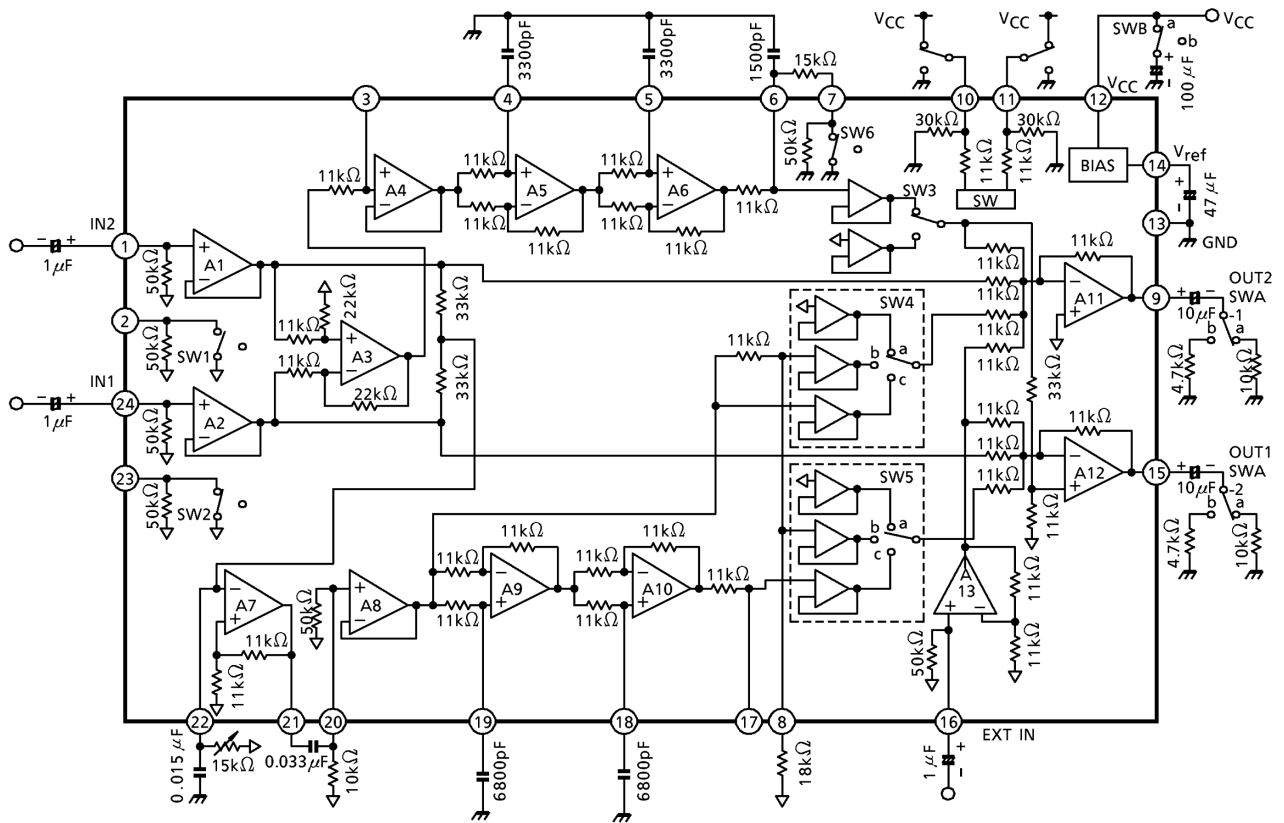 VCC
VCC
VCC
SWB
a
b
+
−
100 μF
3300pF
3300pF
1500pF
15kΩ
VCC
3
4
5
6
7
10
11
12
50kΩ
SW6
30kΩ
30kΩ
11kΩ
11kΩ
SW
BIAS
14
Vref
+
−
47 μF
13
GND
11kΩ
A4
11kΩ
11kΩ
A5
11kΩ
11kΩ
11kΩ
A6
11kΩ
11kΩ
SW3
IN2
1
− +
1μF
50kΩ
A1
2
50kΩ
SW1
11kΩ
22kΩ
11kΩ
A3
22kΩ
33kΩ
33kΩ
IN1
24
− +
1μF
50kΩ
A2
23
50kΩ
SW2
11kΩ
SW4
a
b
c
11kΩ
11kΩ
11kΩ
11kΩ
11kΩ
A11
9
OUT2
SWA
+ −
10μF
-1
b
a
4.7kΩ
10kΩ
33kΩ
11kΩ
11kΩ
11kΩ
11kΩ
A12
11kΩ
15
OUT1
SWA
+ −
10μF
-2
b
a
4.7kΩ
10kΩ
SW5
a
b
c
A7
11kΩ
11kΩ
50kΩ
A8
11kΩ
11kΩ
11kΩ
A9
11kΩ
11kΩ
11kΩ
A10
11kΩ
A
13
+ −
11kΩ
11kΩ
50kΩ
22
21
20
19
18
17
8
16
EXT IN
0.015 μF
15kΩ
0.033μF
10kΩ
6800pF
6800pF
18kΩ
1μF
+
−